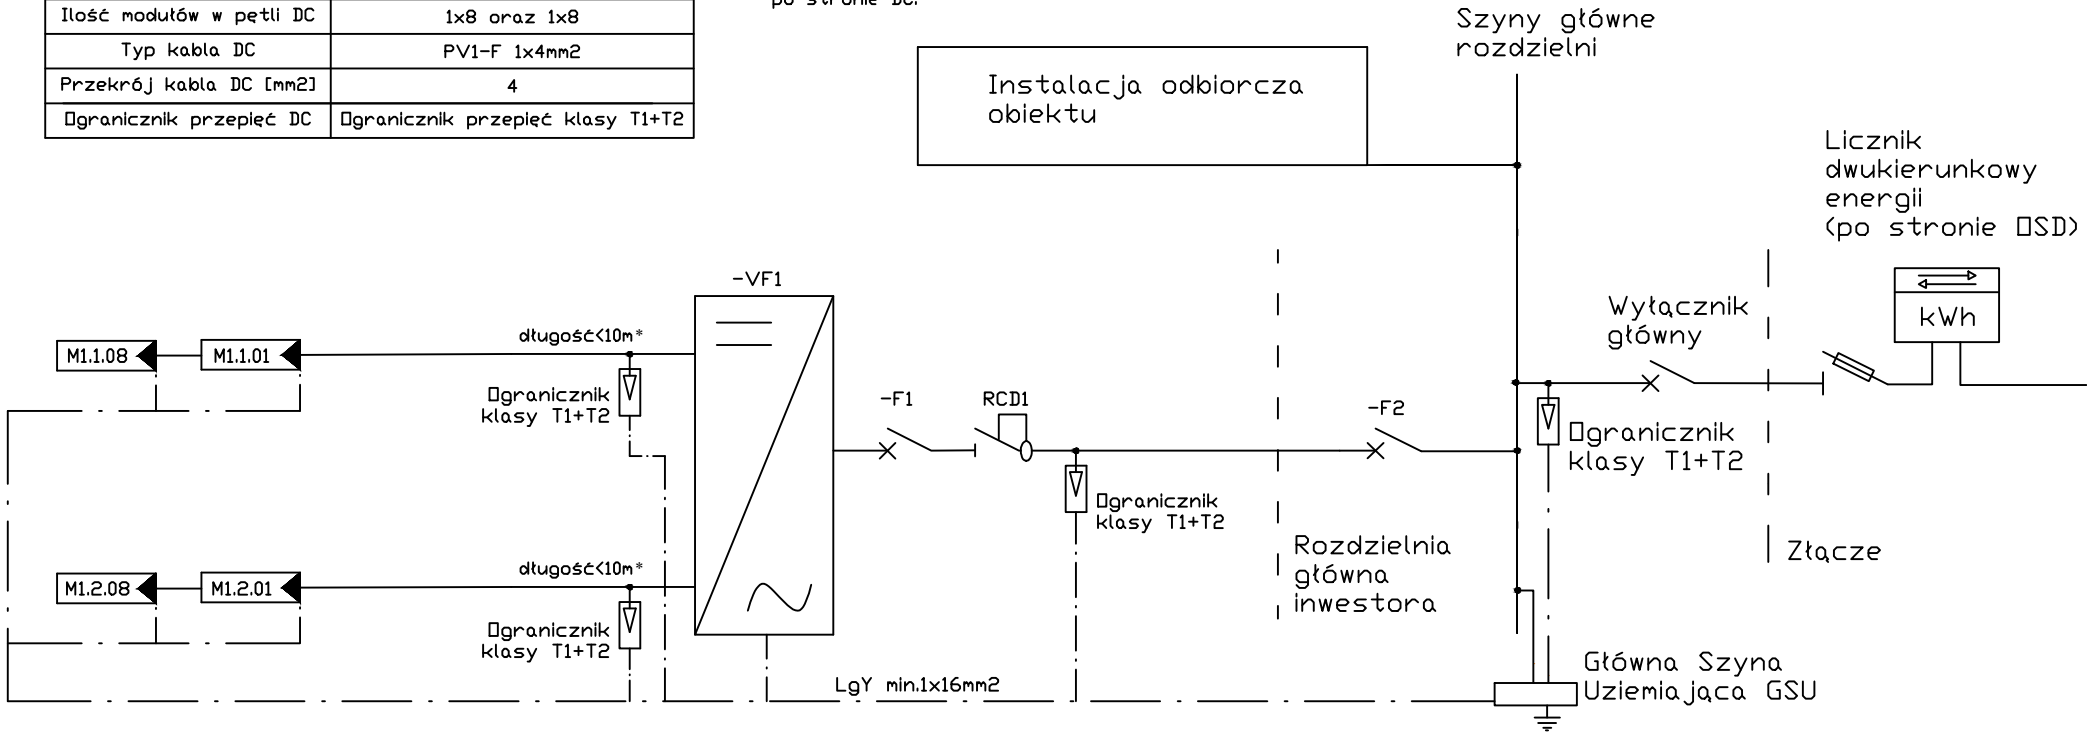 Ilość modułów w pętli DC 1x8 oraz 1x8
Typ kabla DC PV1-F 1x4mm2
Przekrój kabla DC [mm2] 4
Ogranicznik przepięć DC Ogranicznik przepięć klasy T1+T2
po stronie DC.
Instalacja odbiorcza
obiektu
Szyny główne
rozdzielni
Licznik
dwukierunkowy
energii
(po stronie OSD)
kWh
Wyłącznik
główny
-VF1
długość<10m*
M1.1.08
M1.1.01
Ogranicznik
klasy T1+T2
-F1
RCD1
-F2
Ogranicznik
klasy T1+T2
Ogranicznik
klasy T1+T2
Rozdzielnia
główna
inwestora
Złącze
długość<10m*
M1.2.08
M1.2.01
Ogranicznik
klasy T1+T2
LgY min.1x16mm2
Główna Szyna
Uziemiająca GSU